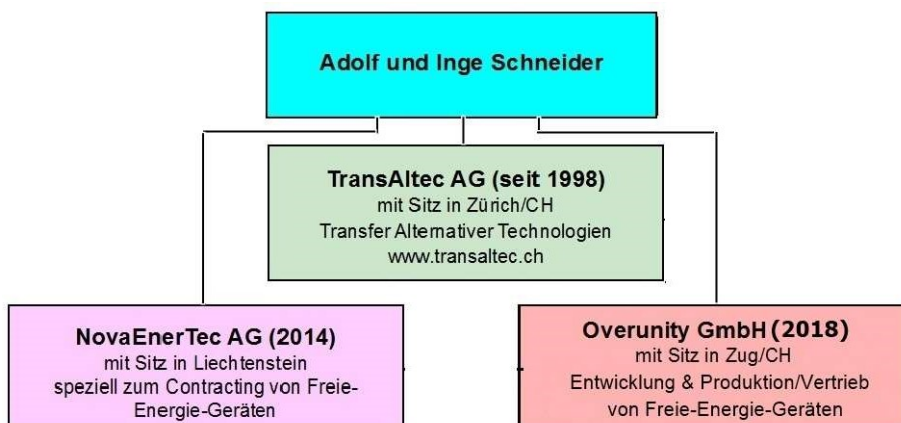 Adolf und Inge Schneider
TransAltec AG (seit 1998)
mit Sitz in Zürich/CH
Transfer Alternativer Technologien
www.transaltec.ch
NovaEnerTec AG (2014)
mit Sitz in Liechtenstein
speziell zum Contracting von Freie-
Energie-Geräten
Overunity GmbH (2018)
mit Sitz in Zug/CH
Entwicklung & Produktion/Vertrieb
von Freie-Energie-Geräten